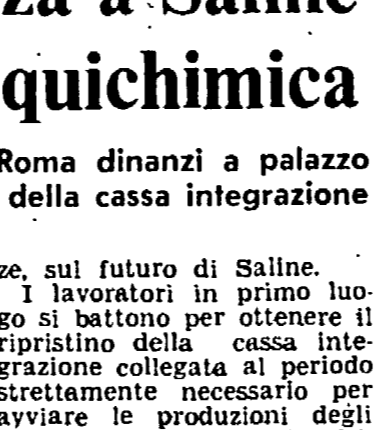 za a Saline
quichimica
Roma dinanzi a palazzo
della cassa integrazione
ze, sul futuro di Saline.
I lavoratori in primo luo-
go si battono per ottenere il
ripristino della cassa inte-
grazione collegata al periodo
strettamente necessario per
avviare le produzioni degli